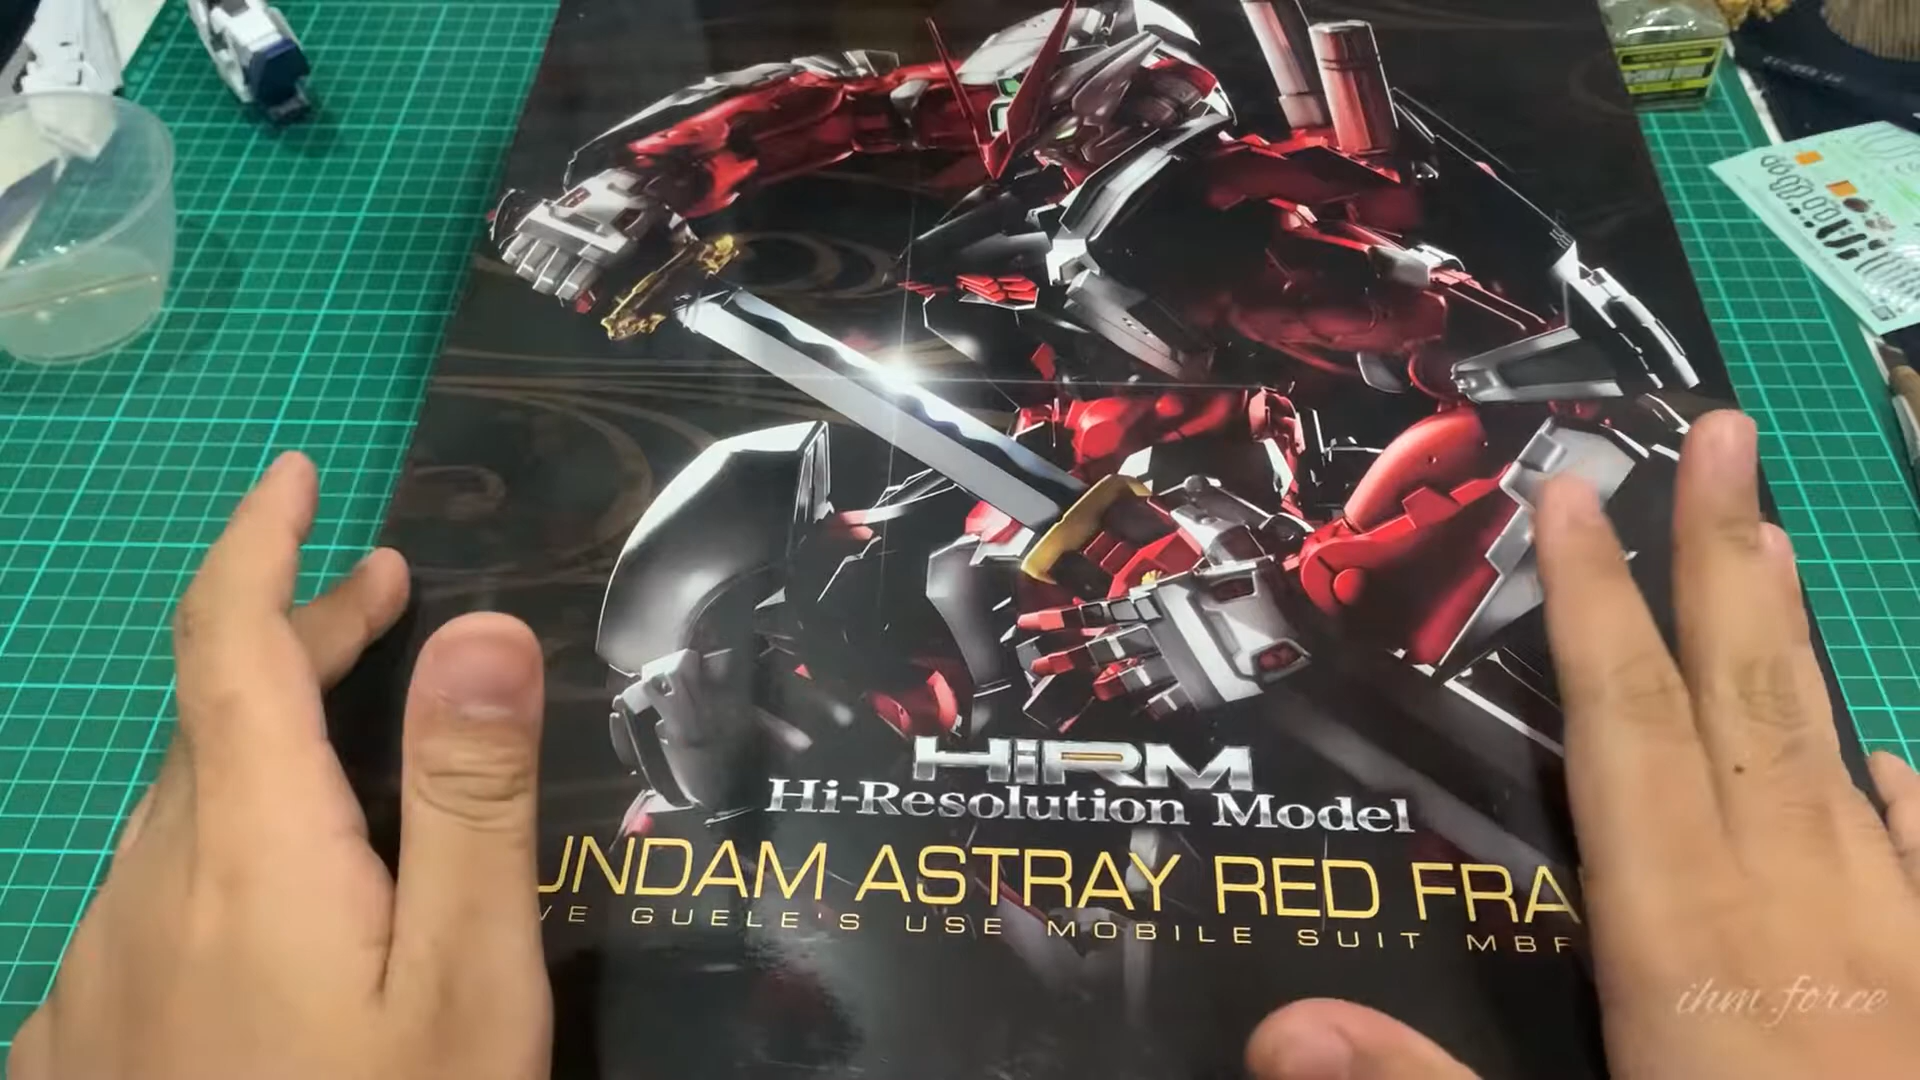 HiRM
Hi-Resolution Model
UNDAM ASTRAY RED FRA
VE GUELE'S USE MOBILE SUIT MBF
ihm.force